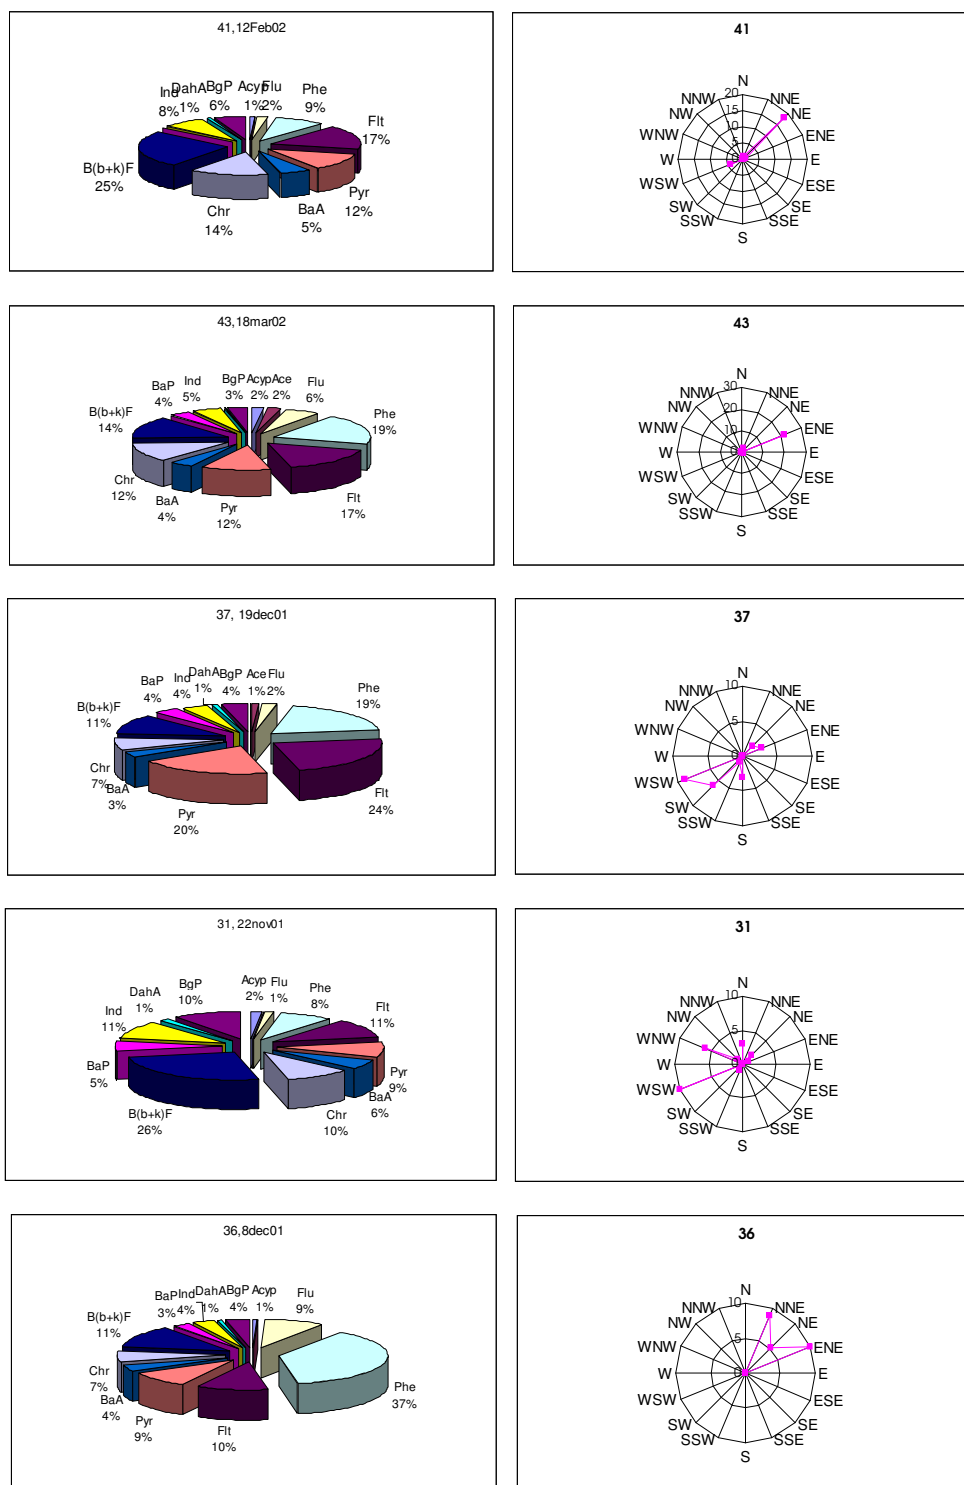 41,12Feb02
Ind DahA BgP Acyp Flu Phe
8% 1% 6% 1% 2% 9%
Flt
17%
B(b+k)F
25%
Pyr
12%
Chr
14%
BaA
5%
41
N
20 NNE
NNW 15 NE
NW 10 ENE
WNW 5
W 0 E
WSW ESE
SW SE
SSW SSE
S
43,18mar02
BaP Ind BgP Acyp Ace Flu
4% 5% 3% 2% 2% 6%
B(b+k)F
14%
Phe
19%
Chr
12%
BaA
4%
Pyr
12%
Flt
17%
43
N
30
NNW 20 NNE
NW 10 NE
WNW ENE
W 0 E
WSW ESE
SW SE
SSW SSE
S
37, 19dec01
BaP Ind DahA BgP Ace Flu
4% 4% 1% 4% 1% 2%
Phe
19%
B(b+k)F
11%
Chr
7%
BaA
3%
Pyr
20%
Flt
24%
37
N
10
NNW NNE
NW 5 NE
WNW ENE
W E
WSW ESE
SW SE
SSW SSE
S
31, 22nov01
Ind DahA BgP Acyp Flu Phe
11% 1% 10% 2% 1% 8%
Flt
11%
BaP
5%
Pyr
9%
B(b+k)F
26%
Chr
10%
BaA
6%
31
N
10
NNW NNE
NW 5 NE
WNW ENE
W 0 E
WSW ESE
SW SE
SSW SSE
S
36,8dec01
BaP Ind DahA BgP Acyp Flu
3% 4% 1% 4% 1% 9%
B(b+k)F
11%
Chr
7%
BaA
4%
Pyr
9%
Flt
10%
Phe
37%
36
N
10
NNW NNE
NW 5 NE
WNW ENE
W 0 E
WSW ESE
SW SE
SSW SSE
S